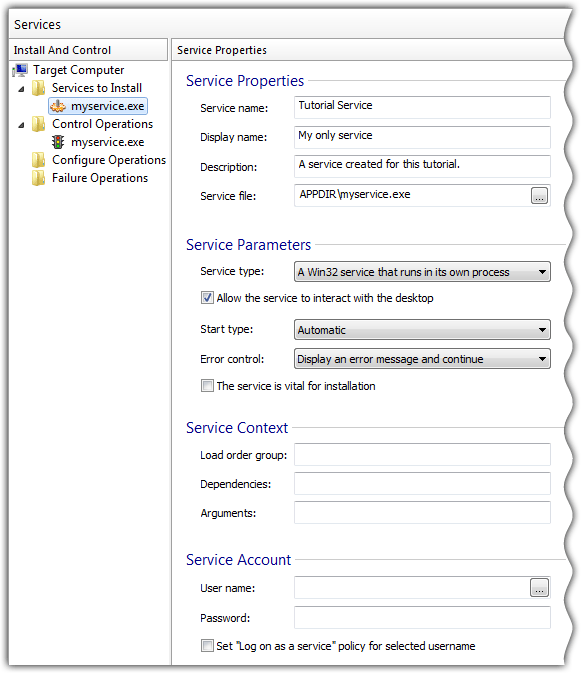 Services
Install And Control
Target Computer
Services to Install
myservice.exe
Control Operations
myservice.exe
Configure Operations
Failure Operations
Service Properties
Service Properties
Service name: Tutorial Service
Display name: My only service
Description: A service created for this tutorial.
Service file: APPDIR\myservice.exe ...
Service Parameters
Service type: A Win32 service that runs in its own process
Allow the service to interact with the desktop
Start type: Automatic
Error control: Display an error message and continue
The service is vital for installation
Service Context
Load order group:
Dependencies:
Arguments:
Service Account
User name: ...
Password:
Set "Log on as a service" policy for selected username